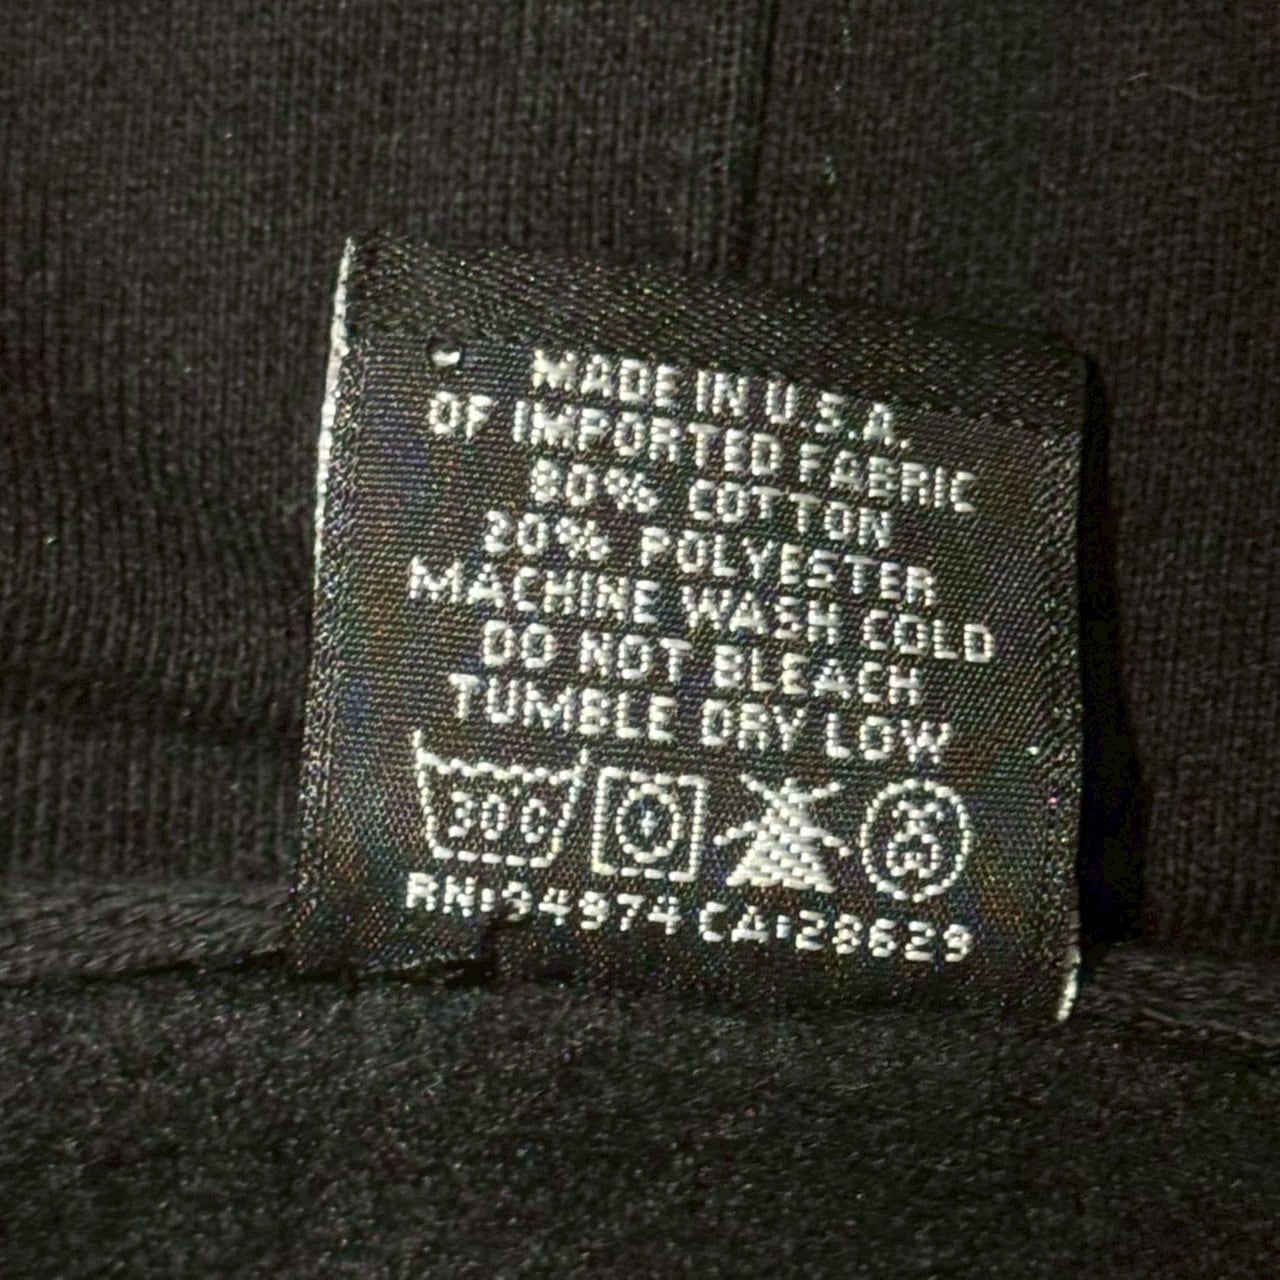 MADE IN U.S.A.
OF IMPORTED FABRIC
80% COTTON
20% POLYESTER
MACHINE WASH COLD
DO NOT BLEACH
TUMBLE DRY LOW
30C
RN:94974 CA:28629